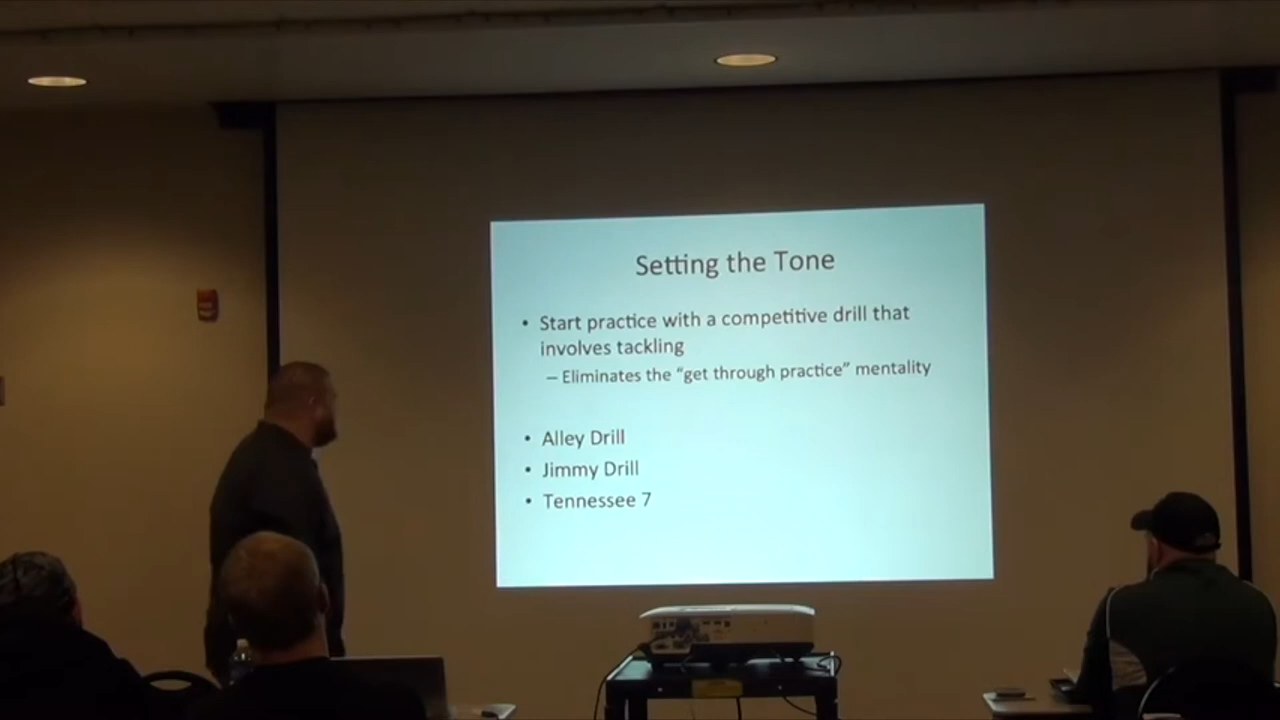 Setting the Tone
• Start practice with a competitive drill that
involves tackling
– Eliminates the “get through practice” mentality
• Alley Drill
• Jimmy Drill
• Tennessee 7